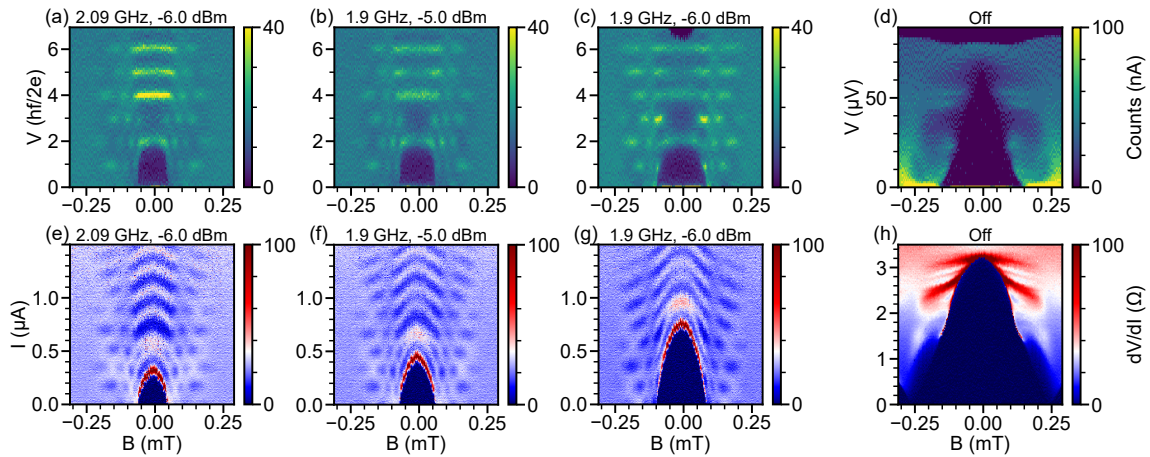 (a) 2.09 GHz, -6.0 dBm
(b) 1.9 GHz, -5.0 dBm
(c) 1.9 GHz, -6.0 dBm
(d) Off
V (hf/2e)
6
4
2
0
−0.25 0.00 0.25
40
20
0
6
4
2
0
−0.25 0.00 0.25
40
20
0
6
4
2
0
−0.25 0.00 0.25
40
20
0
V (µV)
50
0
−0.25 0.00 0.25
100
0
Counts (nA)
(e) 2.09 GHz, -6.0 dBm
(f) 1.9 GHz, -5.0 dBm
(g) 1.9 GHz, -6.0 dBm
(h) Off
I (µA)
1.0
0.5
0.0
−0.25 0.00 0.25
B (mT)
100
0
1.0
0.5
0.0
−0.25 0.00 0.25
B (mT)
100
0
1.0
0.5
0.0
−0.25 0.00 0.25
B (mT)
100
0
3
2
1
0
−0.25 0.00 0.25
B (mT)
100
0
dV/dI (Ω)